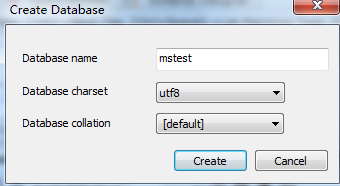 Create Database
Database name mstest
Database charset utf8
Database collation [default]
Create Cancel